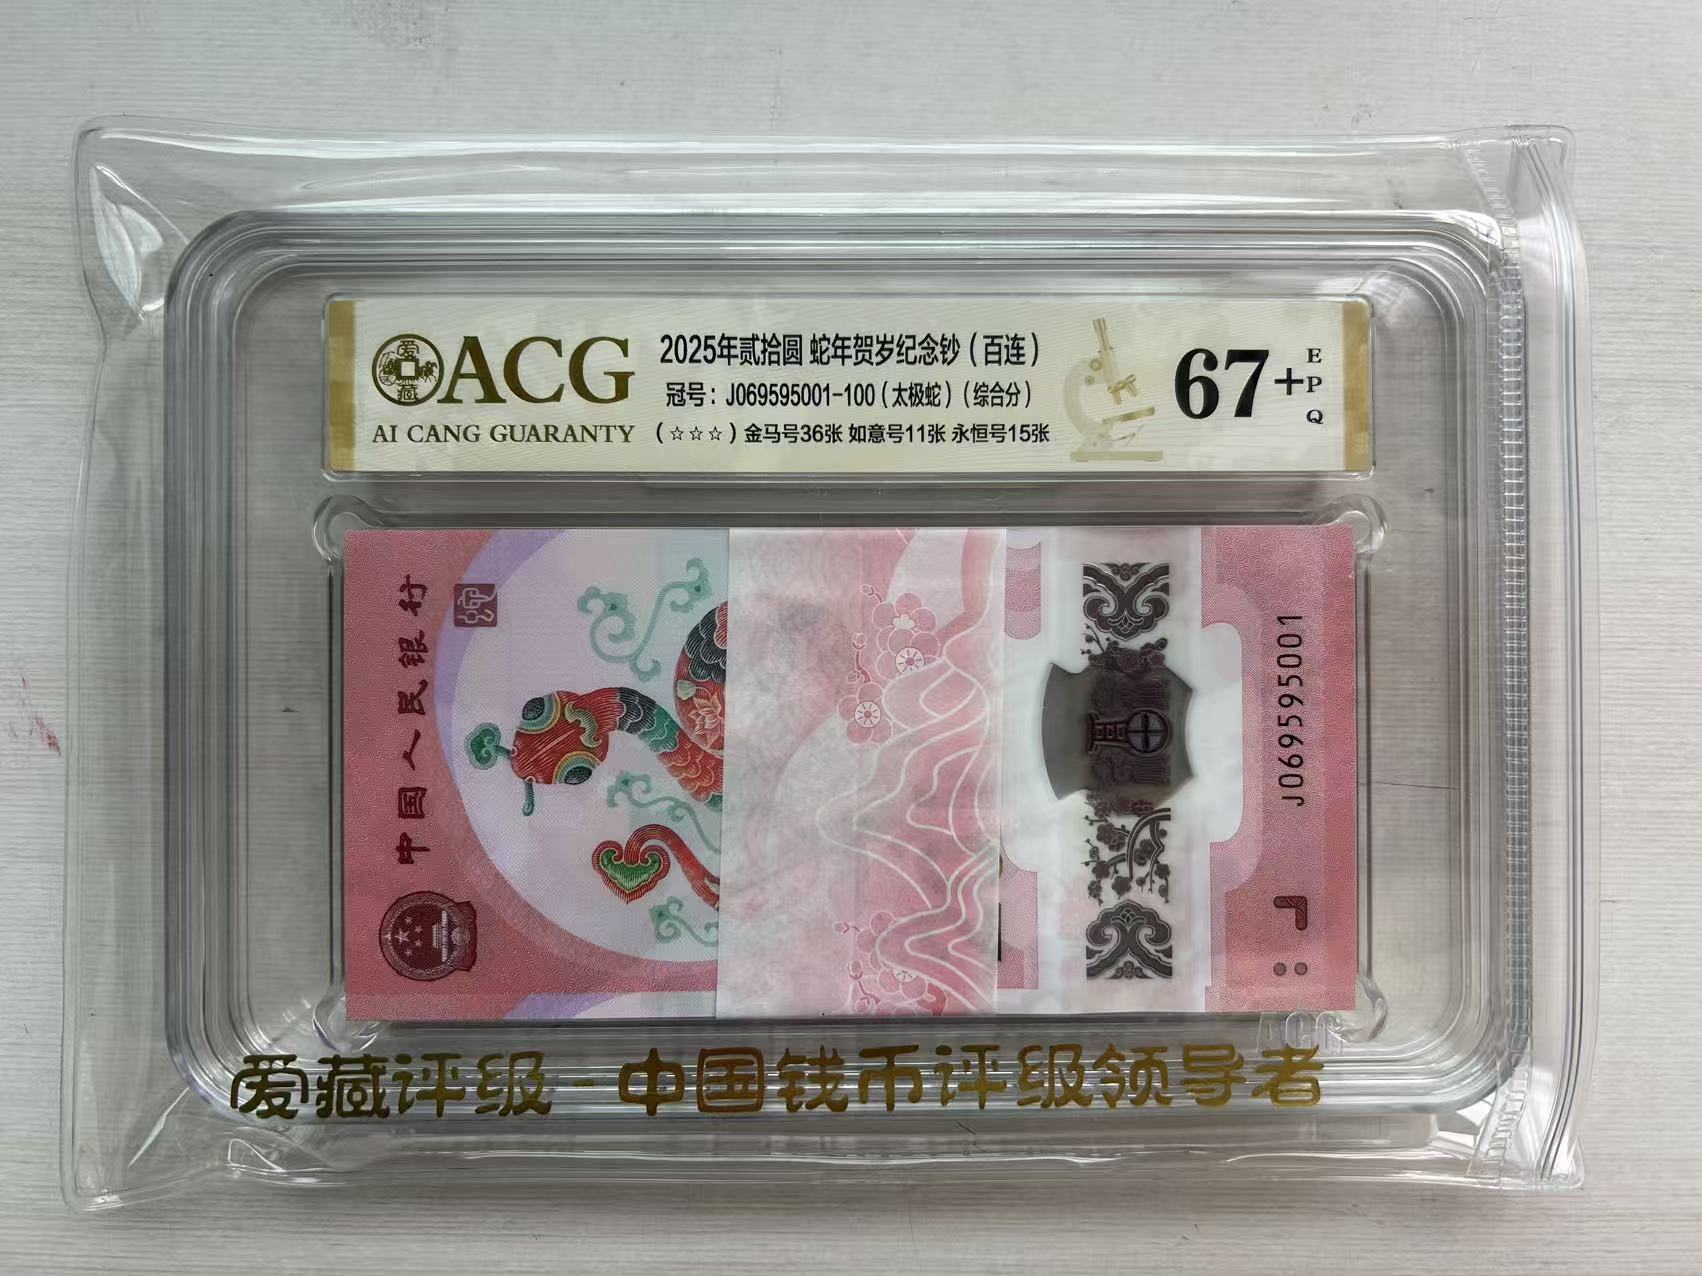 ACG
AI CANG GUARANTY
2025年贰拾圆 蛇年贺岁纪念钞（百连）
冠号：J069595001-100（太极蛇）（综合分）
（☆☆☆）金马号36张 如意号11张 永恒号15张
67+
EPQ
中国人民银行
J069595001
ACG
爱藏评级-中国钱币评级领导者